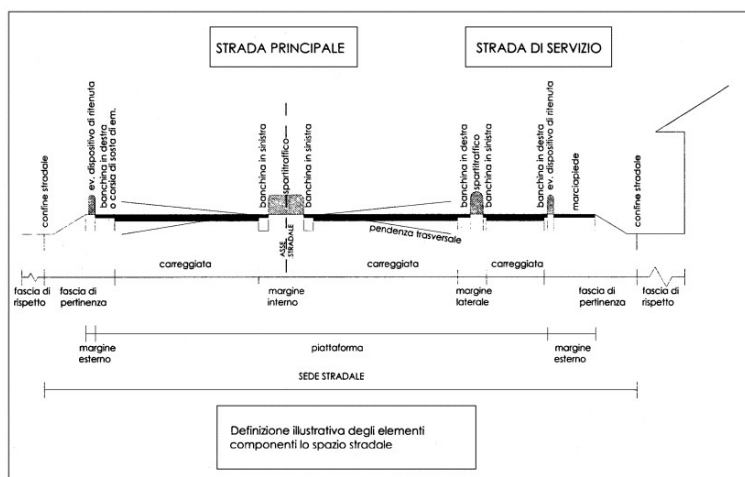 STRADA PRINCIPALE
STRADA DI SERVIZIO
confine stradale
ev. dispositivo di ritenuta
banchina in destra
o corsia di sosta di em.
banchina in sinistra
spartitraffico
banchina in sinistra
banchina in destra
spartitraffico
banchina in sinistra
banchina in destra
ev. dispositivo di ritenuta
marciapiede
confine stradale
pendenza trasversale
ASSE
STRADALE
carreggiata
carreggiata
carreggiata
fascia di
rispetto
fascia di
pertinenza
margine
interno
margine
laterale
fascia di
pertinenza
fascia di
rispetto
margine
esterno
piattaforma
margine
esterno
SEDE STRADALE
Definizione illustrativa degli elementi
componenti lo spazio stradale